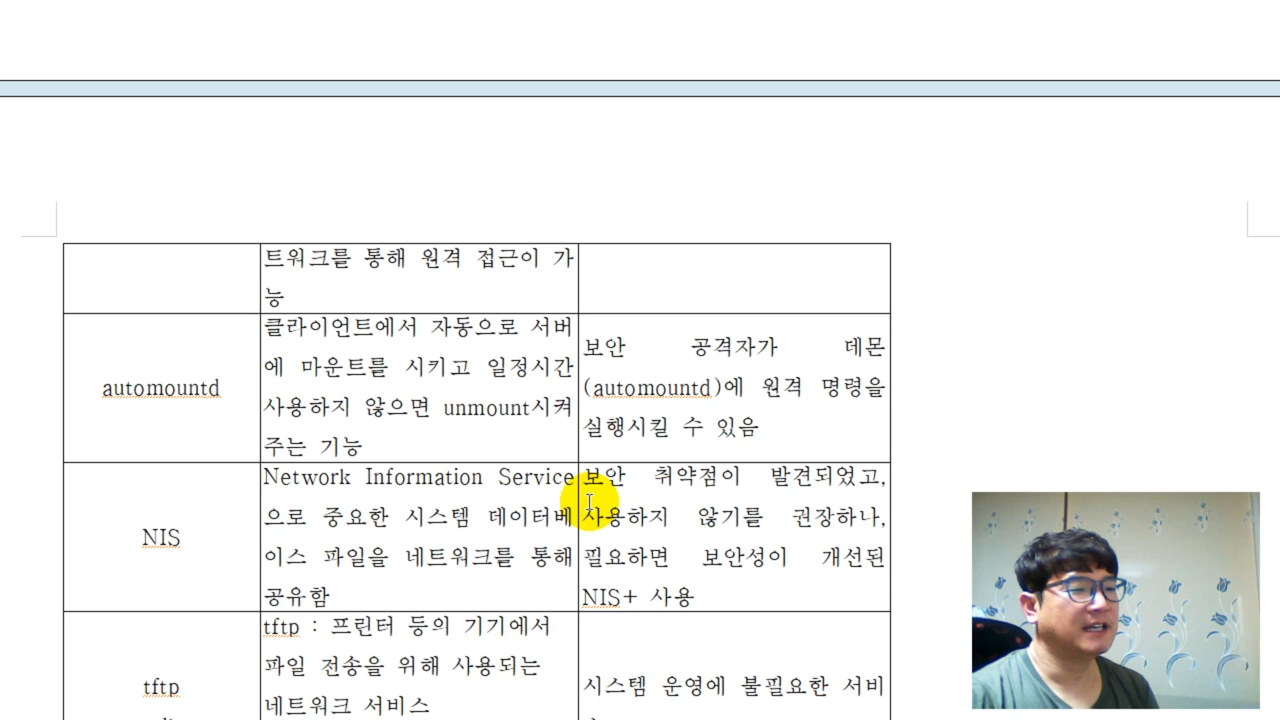 트워크를 통해 원격 접근이 가
능
automountd
클라이언트에서 자동으로 서버
에 마운트를 시키고 일정시간
사용하지 않으면 unmount시켜
주는 기능
보안 공격자가 데몬
(automountd)에 원격 명령을
실행시킬 수 있음
NIS
Network Information Service
으로 중요한 시스템 데이터베
이스 파일을 네트워크를 통해
공유함
보안 취약점이 발견되었고,
사용하지 않기를 권장하나,
필요하면 보안성이 개선된
NIS+ 사용
tftp
tftp : 프린터 등의 기기에서
파일 전송을 위해 사용되는
네트워크 서비스
시스템 운영에 불필요한 서비